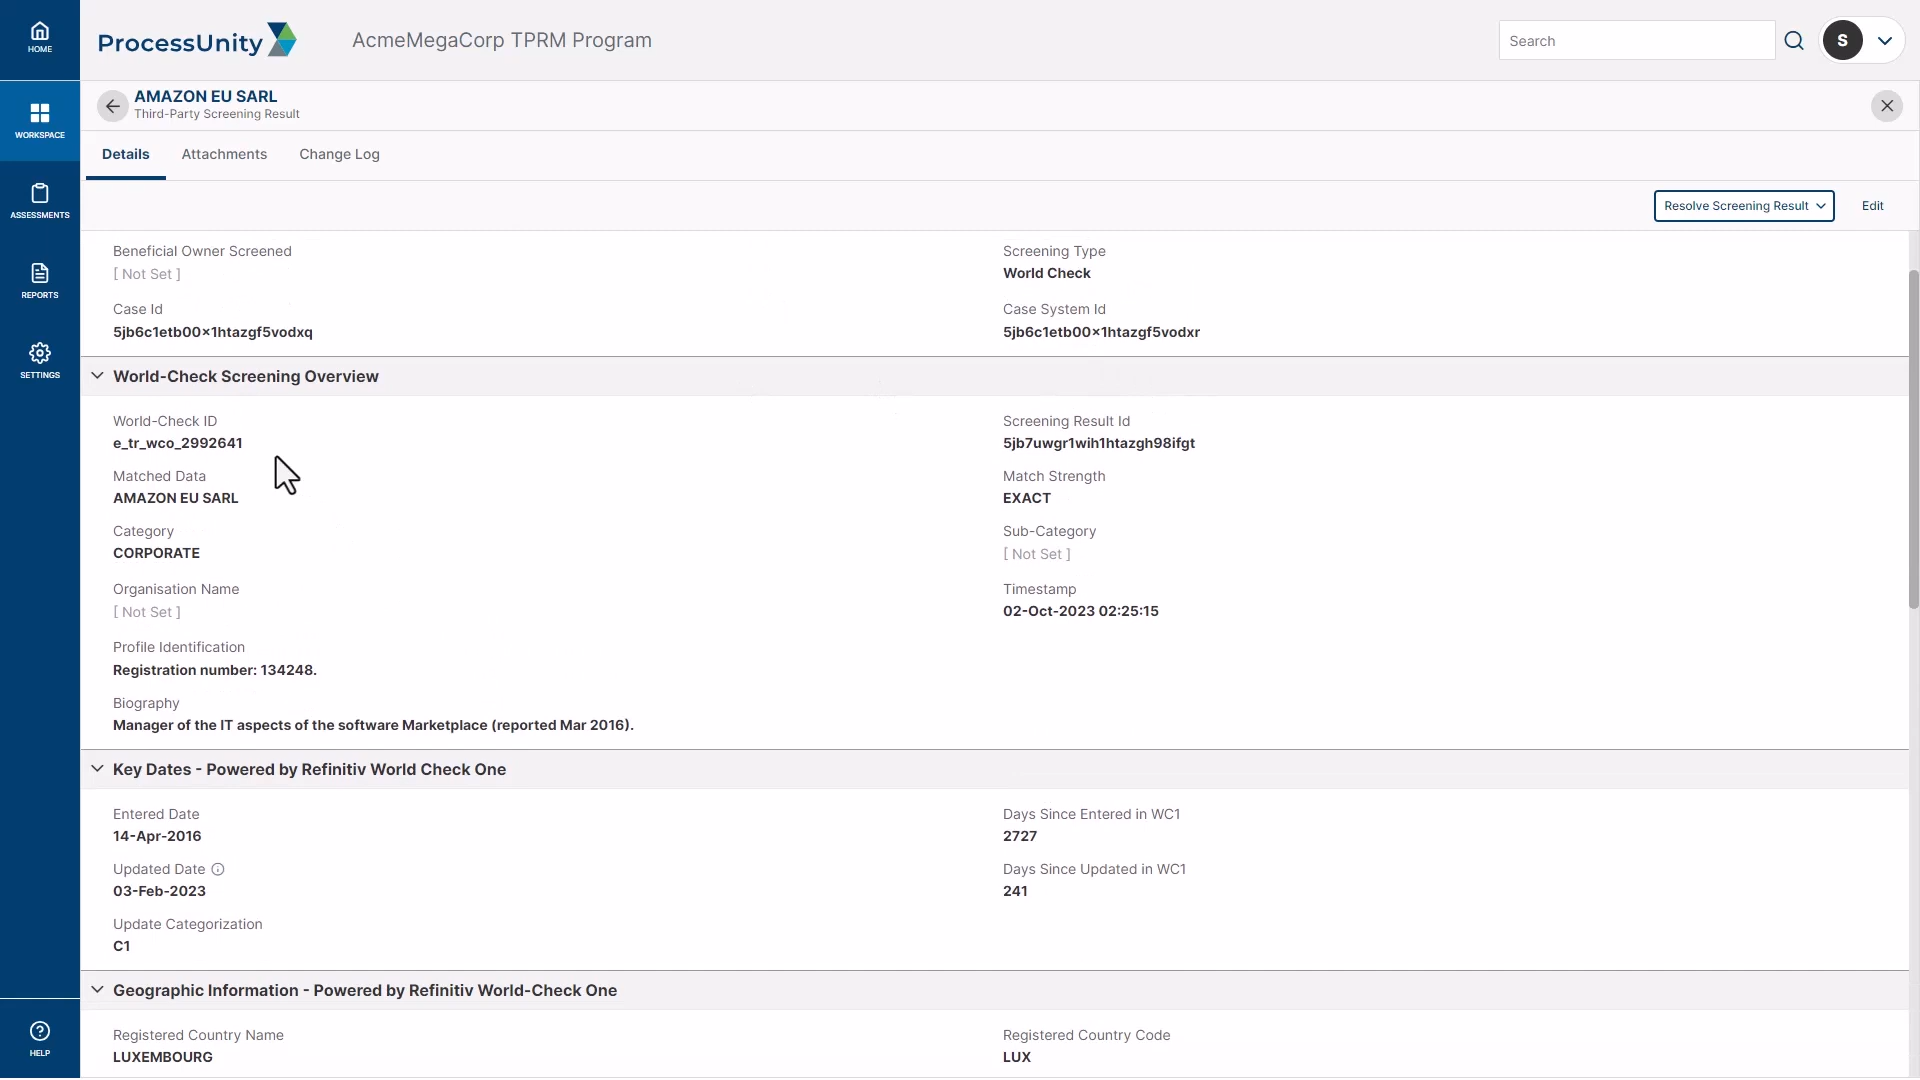 HOME
ProcessUnity
AcmeMegaCorp TPRM Program
Search
S
WORKSPACE
AMAZON EU SARL
Third-Party Screening Result
Details Attachments Change Log
ASSESSMENTS
Resolve Screening Result Edit
Beneficial Owner Screened
[ Not Set ]
Screening Type
World Check
REPORTS
Case Id
5jb6c1etb00x1htazgf5vodxq
Case System Id
5jb6c1etb00x1htazgf5vodxr
SETTINGS
World-Check Screening Overview
World-Check ID
e_tr_wco_2992641
Screening Result Id
5jb7uwgr1wih1htazgh98ifgt
Matched Data
AMAZON EU SARL
Match Strength
EXACT
Category
CORPORATE
Sub-Category
[ Not Set ]
Organisation Name
[ Not Set ]
Timestamp
02-Oct-2023 02:25:15
Profile Identification
Registration number: 134248.
Biography
Manager of the IT aspects of the software Marketplace (reported Mar 2016).
Key Dates - Powered by Refinitiv World Check One
Entered Date
14-Apr-2016
Days Since Entered in WC1
2727
Updated Date
03-Feb-2023
Days Since Updated in WC1
241
Update Categorization
C1
Geographic Information - Powered by Refinitiv World-Check One
Registered Country Name
LUXEMBOURG
Registered Country Code
LUX
HELP